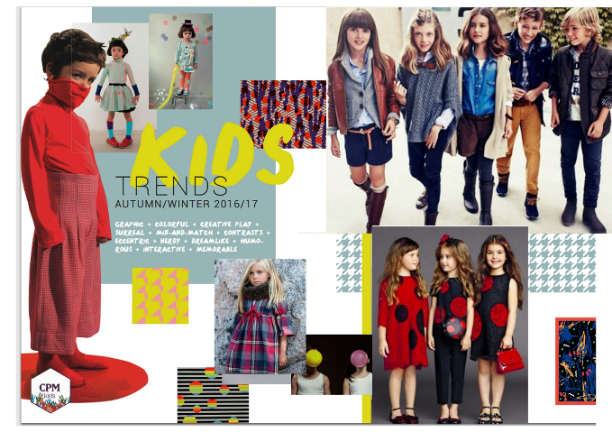 KIDS
TRENDS
AUTUMN/WINTER 2016/17
GRAPHIC + COLORFUL + CREATIVE PLAY +
SURREAL + MIX-AND-MATCH + CONTRASTS +
ECCENTRIC + NERDY + DREAMLIKE + HUMO-
ROUS + INTERACTIVE + MEMORABLE
CPM
kids